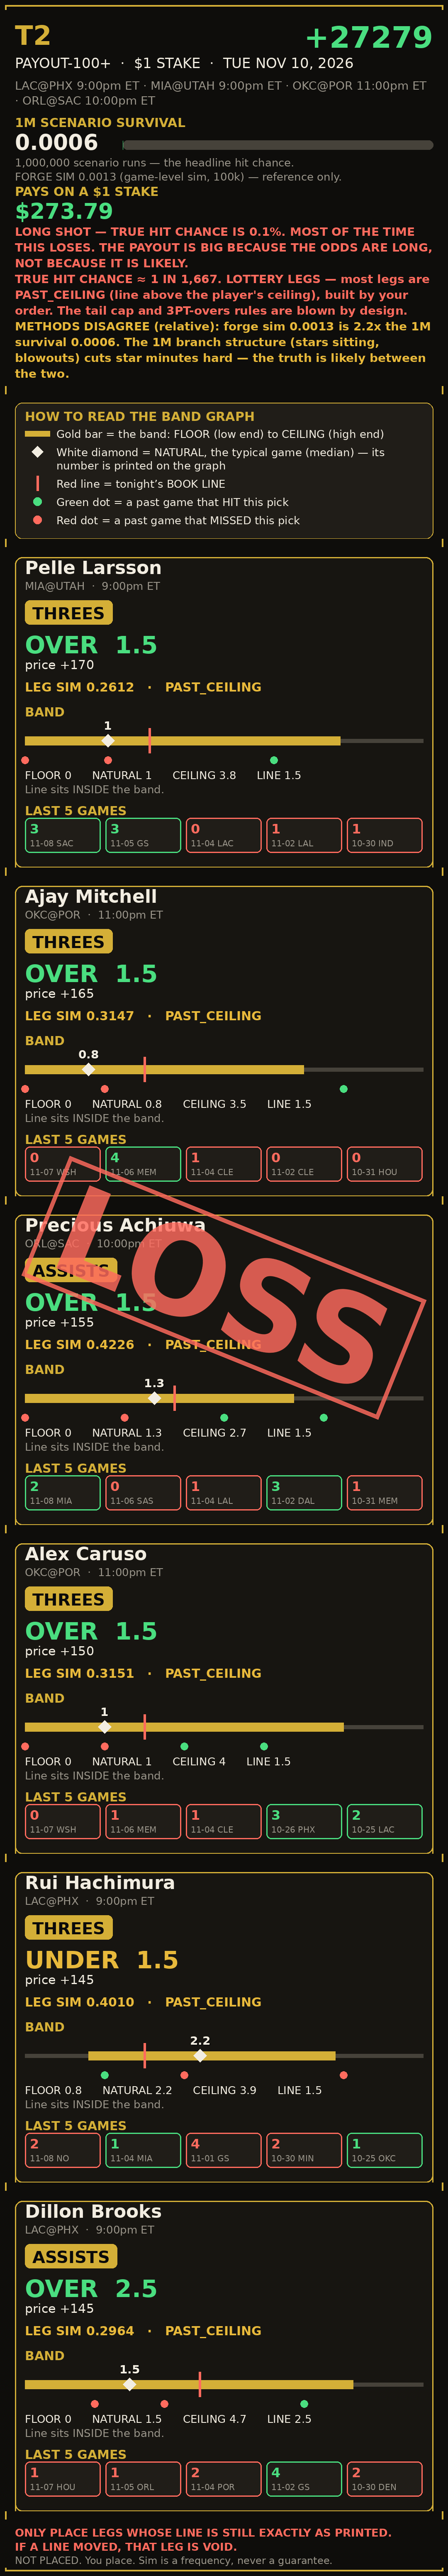 T2
+27279
PAYOUT-100+ · $1 STAKE · TUE NOV 10, 2026
LAC@PHX 9:00pm ET · MIA@UTAH 9:00pm ET · OKC@POR 11:00pm ET
· ORL@SAC 10:00pm ET
1M SCENARIO SURVIVAL
0.0006
1,000,000 scenario runs — the headline hit chance.
FORGE SIM 0.0013 (game-level sim, 100k) — reference only.
PAYS ON A $1 STAKE
$273.79
LONG SHOT — TRUE HIT CHANCE IS 0.1%. MOST OF THE TIME
THIS LOSES. THE PAYOUT IS BIG BECAUSE THE ODDS ARE LONG,
NOT BECAUSE IT IS LIKELY.
TRUE HIT CHANCE ≈ 1 IN 1,667. LOTTERY LEGS — most legs are
PAST_CEILING (line above the player's ceiling), built by your
order. The tail cap and 3PT-overs rules are blown by design.
METHODS DISAGREE (relative): forge sim 0.0013 is 2.2x the 1M
survival 0.0006. The 1M branch structure (stars sitting,
blowouts) cuts star minutes hard — the truth is likely between
the two.
HOW TO READ THE BAND GRAPH
Gold bar = the band: FLOOR (low end) to CEILING (high end)
White diamond = NATURAL, the typical game (median) — its
number is printed on the graph
Red line = tonight's BOOK LINE
Green dot = a past game that HIT this pick
Red dot = a past game that MISSED this pick
Pelle Larsson
MIA@UTAH · 9:00pm ET
THREES
OVER 1.5
price +170
LEG SIM 0.2612 · PAST_CEILING
BAND
1
FLOOR 0 NATURAL 1 CEILING 3.8 LINE 1.5
Line sits INSIDE the band.
LAST 5 GAMES
3 3 0 1 1
11-08 SAC 11-05 GS 11-04 LAC 11-02 LAL 10-30 IND
Ajay Mitchell
OKC@POR · 11:00pm ET
THREES
OVER 1.5
price +165
LEG SIM 0.3147 · PAST_CEILING
BAND
0.8
FLOOR 0 NATURAL 0.8 CEILING 3.5 LINE 1.5
Line sits INSIDE the band.
LAST 5 GAMES
0 4 1 0 0
11-07 WSH 11-06 MEM 11-04 CLE 11-02 CLE 10-31 HOU
Precious Achiuwa
ORL@SAC · 10:00pm ET
ASSISTS
OVER 1.5
price +155
LEG SIM 0.4226 · PAST_CEILING
LOSS
BAND
1.3
FLOOR 0 NATURAL 1.3 CEILING 2.7 LINE 1.5
Line sits INSIDE the band.
LAST 5 GAMES
2 0 1 3 1
11-08 MIA 11-06 SAS 11-04 LAL 11-02 DAL 10-31 MEM
Alex Caruso
OKC@POR · 11:00pm ET
THREES
OVER 1.5
price +150
LEG SIM 0.3151 · PAST_CEILING
BAND
1
FLOOR 0 NATURAL 1 CEILING 4 LINE 1.5
Line sits INSIDE the band.
LAST 5 GAMES
0 1 1 3 2
11-07 WSH 11-06 MEM 11-04 CLE 10-26 PHX 10-25 LAC
Rui Hachimura
LAC@PHX · 9:00pm ET
THREES
UNDER 1.5
price +145
LEG SIM 0.4010 · PAST_CEILING
BAND
2.2
FLOOR 0.8 NATURAL 2.2 CEILING 3.9 LINE 1.5
Line sits INSIDE the band.
LAST 5 GAMES
2 1 4 2 1
11-08 NO 11-04 MIA 11-01 GS 10-30 MIN 10-25 OKC
Dillon Brooks
LAC@PHX · 9:00pm ET
ASSISTS
OVER 2.5
price +145
LEG SIM 0.2964 · PAST_CEILING
BAND
1.5
FLOOR 0 NATURAL 1.5 CEILING 4.7 LINE 2.5
Line sits INSIDE the band.
LAST 5 GAMES
1 1 2 4 2
11-07 HOU 11-05 ORL 11-04 POR 11-02 GS 10-30 DEN
ONLY PLACE LEGS WHOSE LINE IS STILL EXACTLY AS PRINTED.
IF A LINE MOVED, THAT LEG IS VOID.
NOT PLACED. You place. Sim is a frequency, never a guarantee.